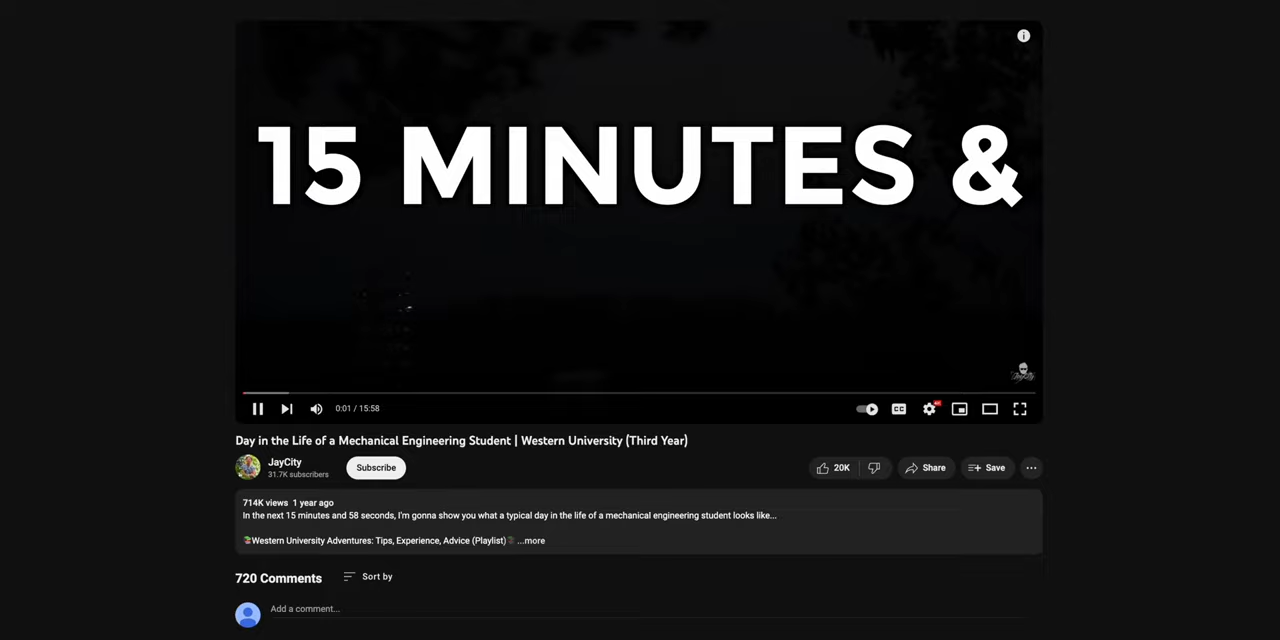 15 MINUTES &
JayCity
0:01 / 15:58
CC
Day in the Life of a Mechanical Engineering Student | Western University (Third Year)
JayCity
31.7K subscribers
Subscribe
20K
Share
Save
714K views 1 year ago
In the next 15 minutes and 58 seconds, I'm gonna show you what a typical day in the life of a mechanical engineering student looks like...
Western University Adventures: Tips, Experience, Advice (Playlist) ...more
720 Comments
Sort by
Add a comment...